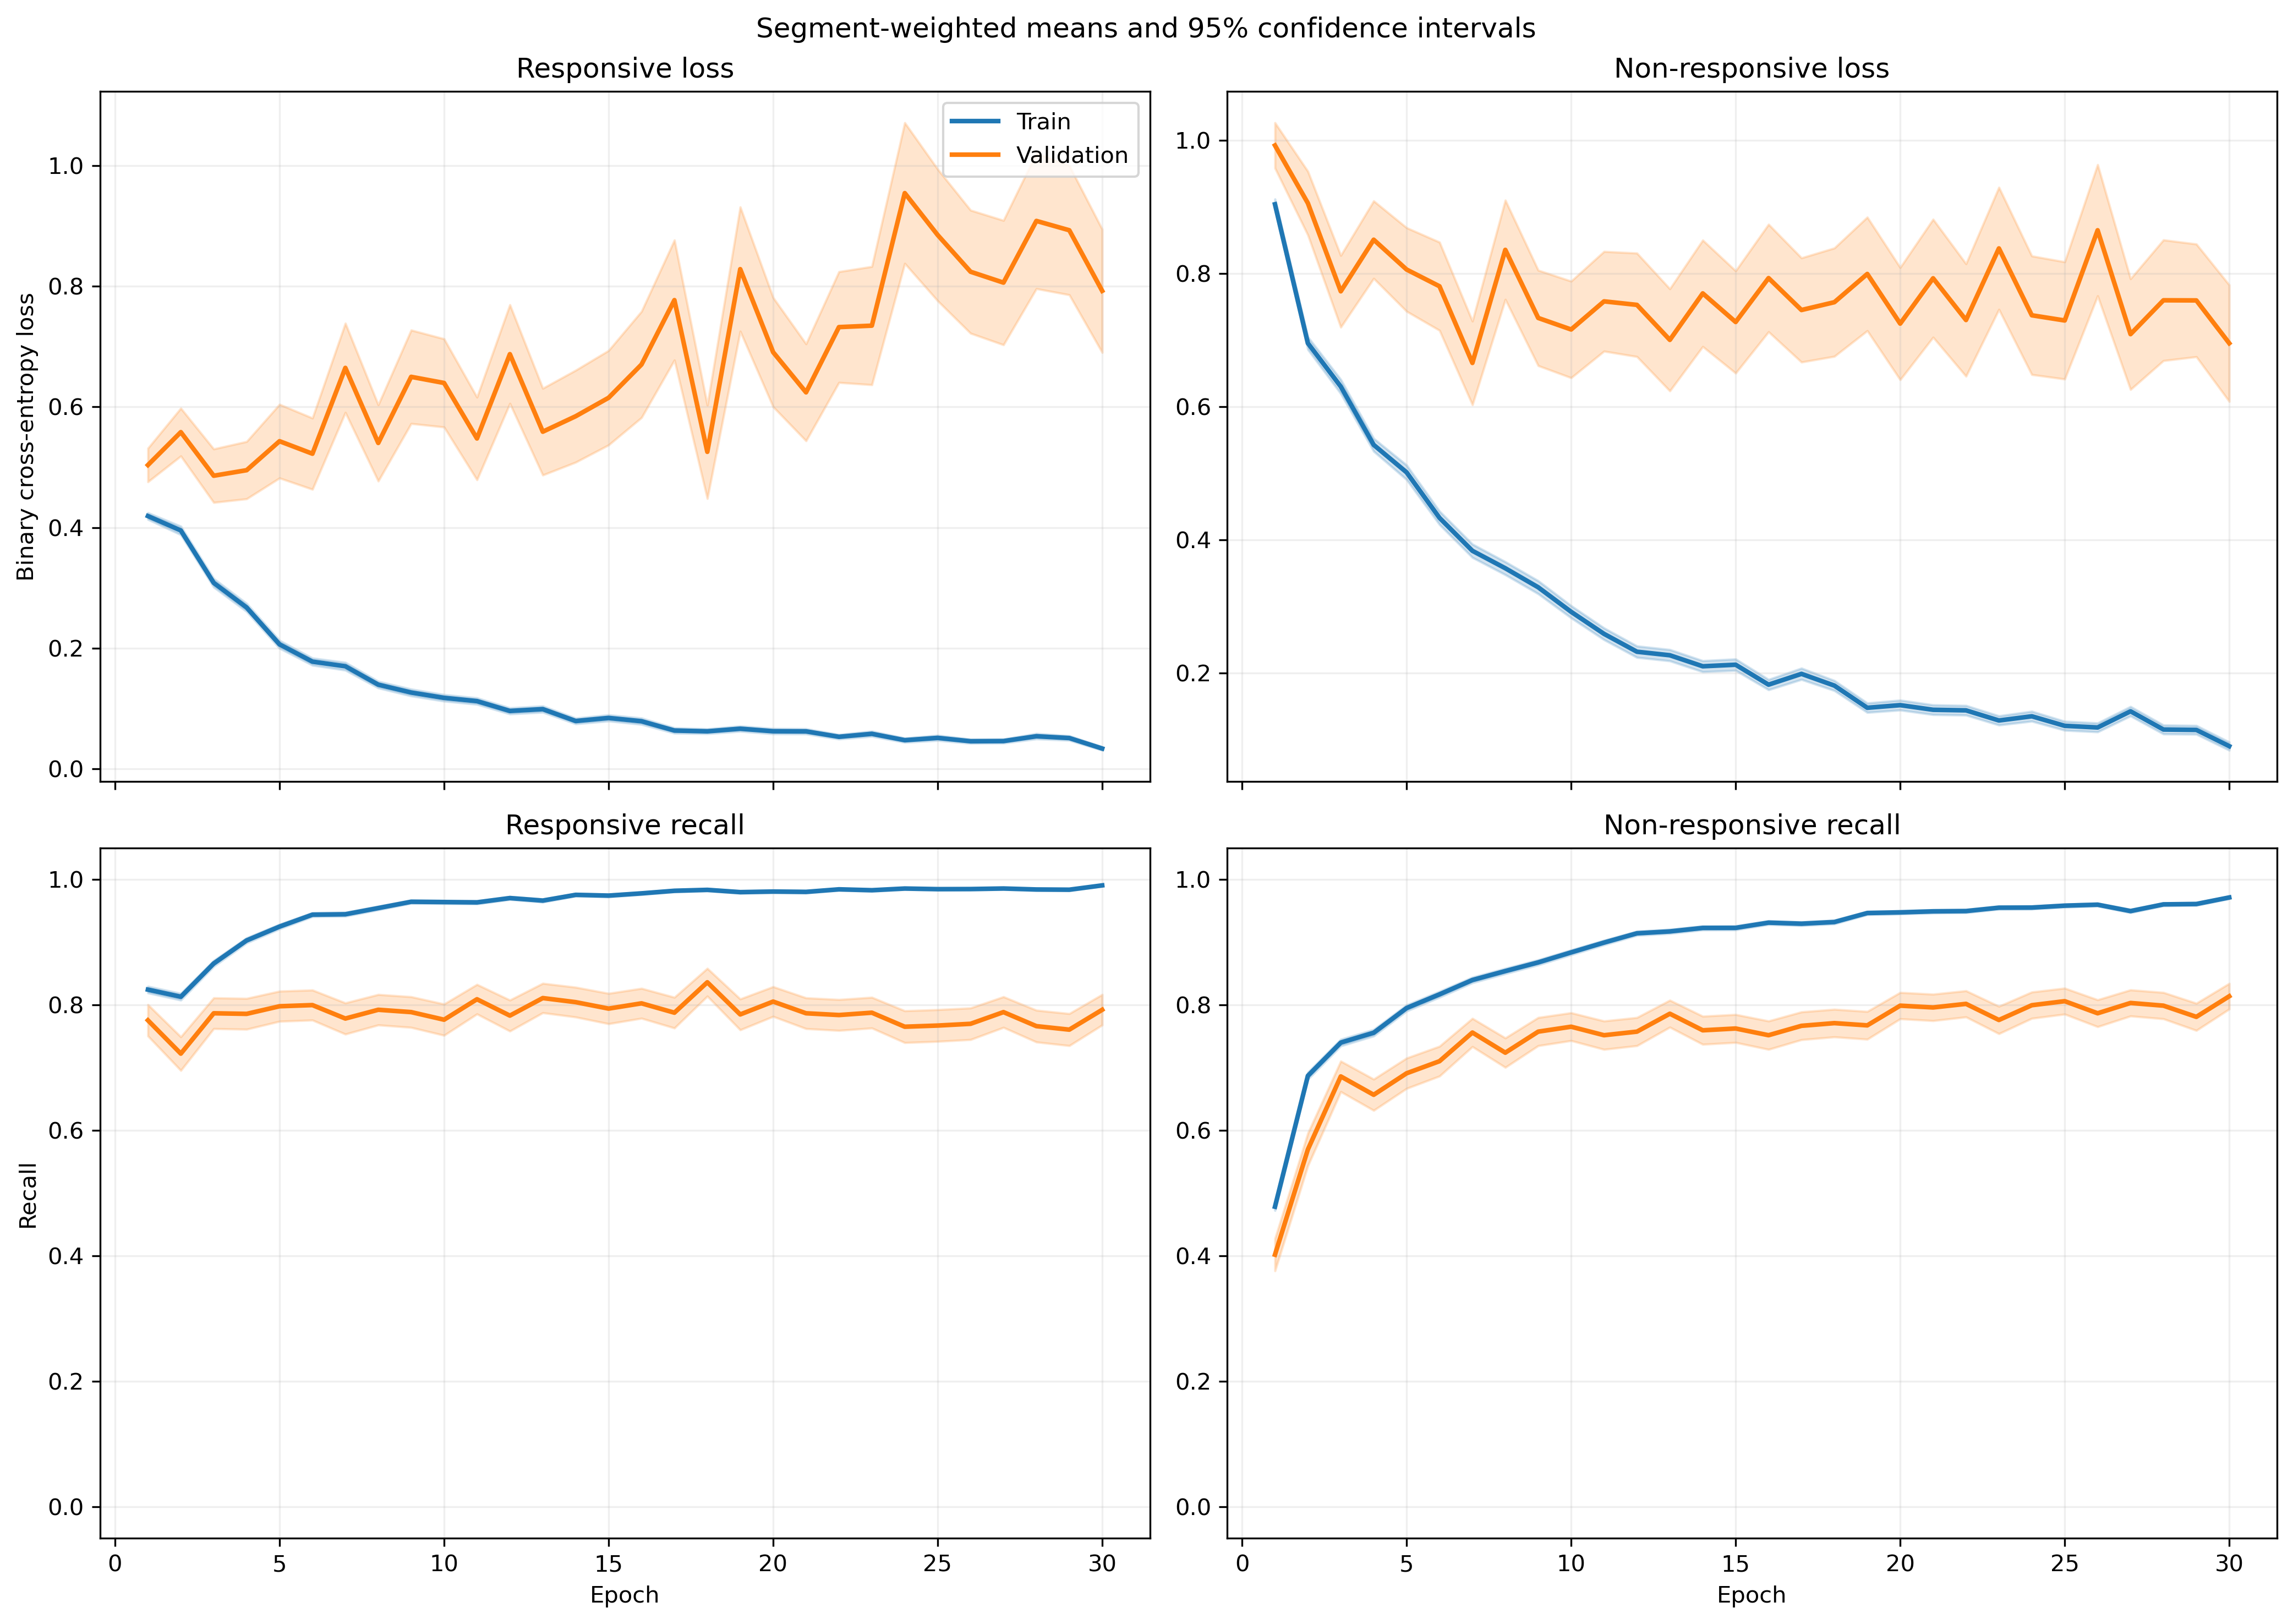 Segment-weighted means and 95% confidence intervals
Responsive loss
Non-responsive loss
Train
Validation
Binary cross-entropy loss
1.0
0.8
0.6
0.4
0.2
0.0
1.0
0.8
0.6
0.4
0.2
Responsive recall
Non-responsive recall
Recall
1.0
0.8
0.6
0.4
0.2
0.0
1.0
0.8
0.6
0.4
0.2
0.0
0 5 10 15 20 25 30
0 5 10 15 20 25 30
Epoch
Epoch